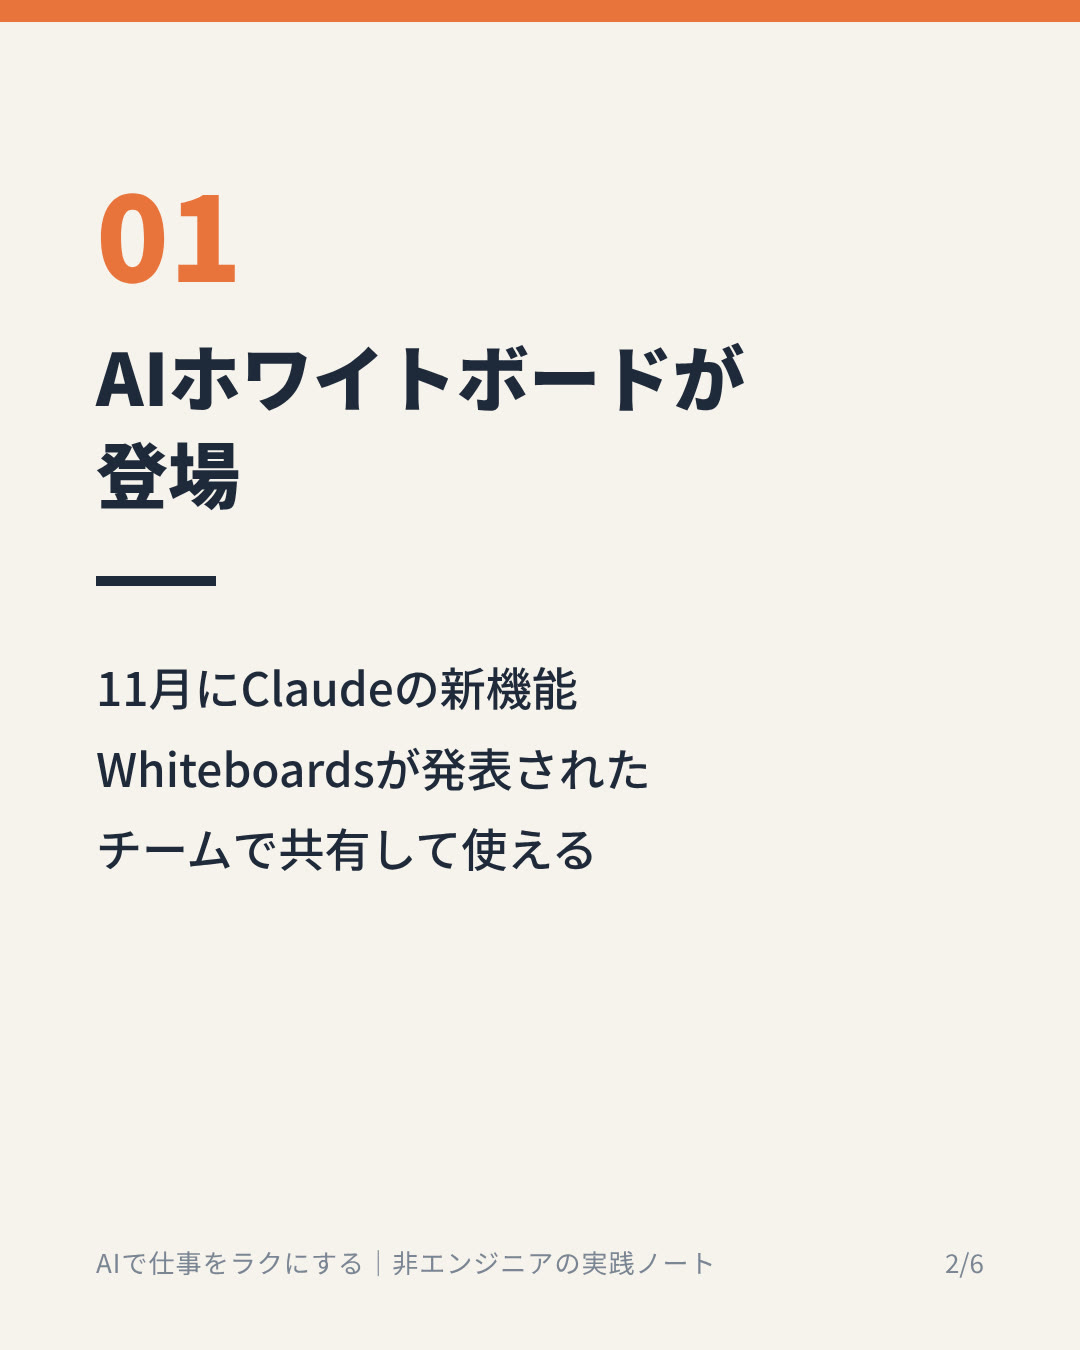 01
AIホワイトボードが
登場
11月にClaudeの新機能
Whiteboardsが発表された
チームで共有して使える
AIで仕事をラクにする｜非エンジニアの実践ノート
2/6